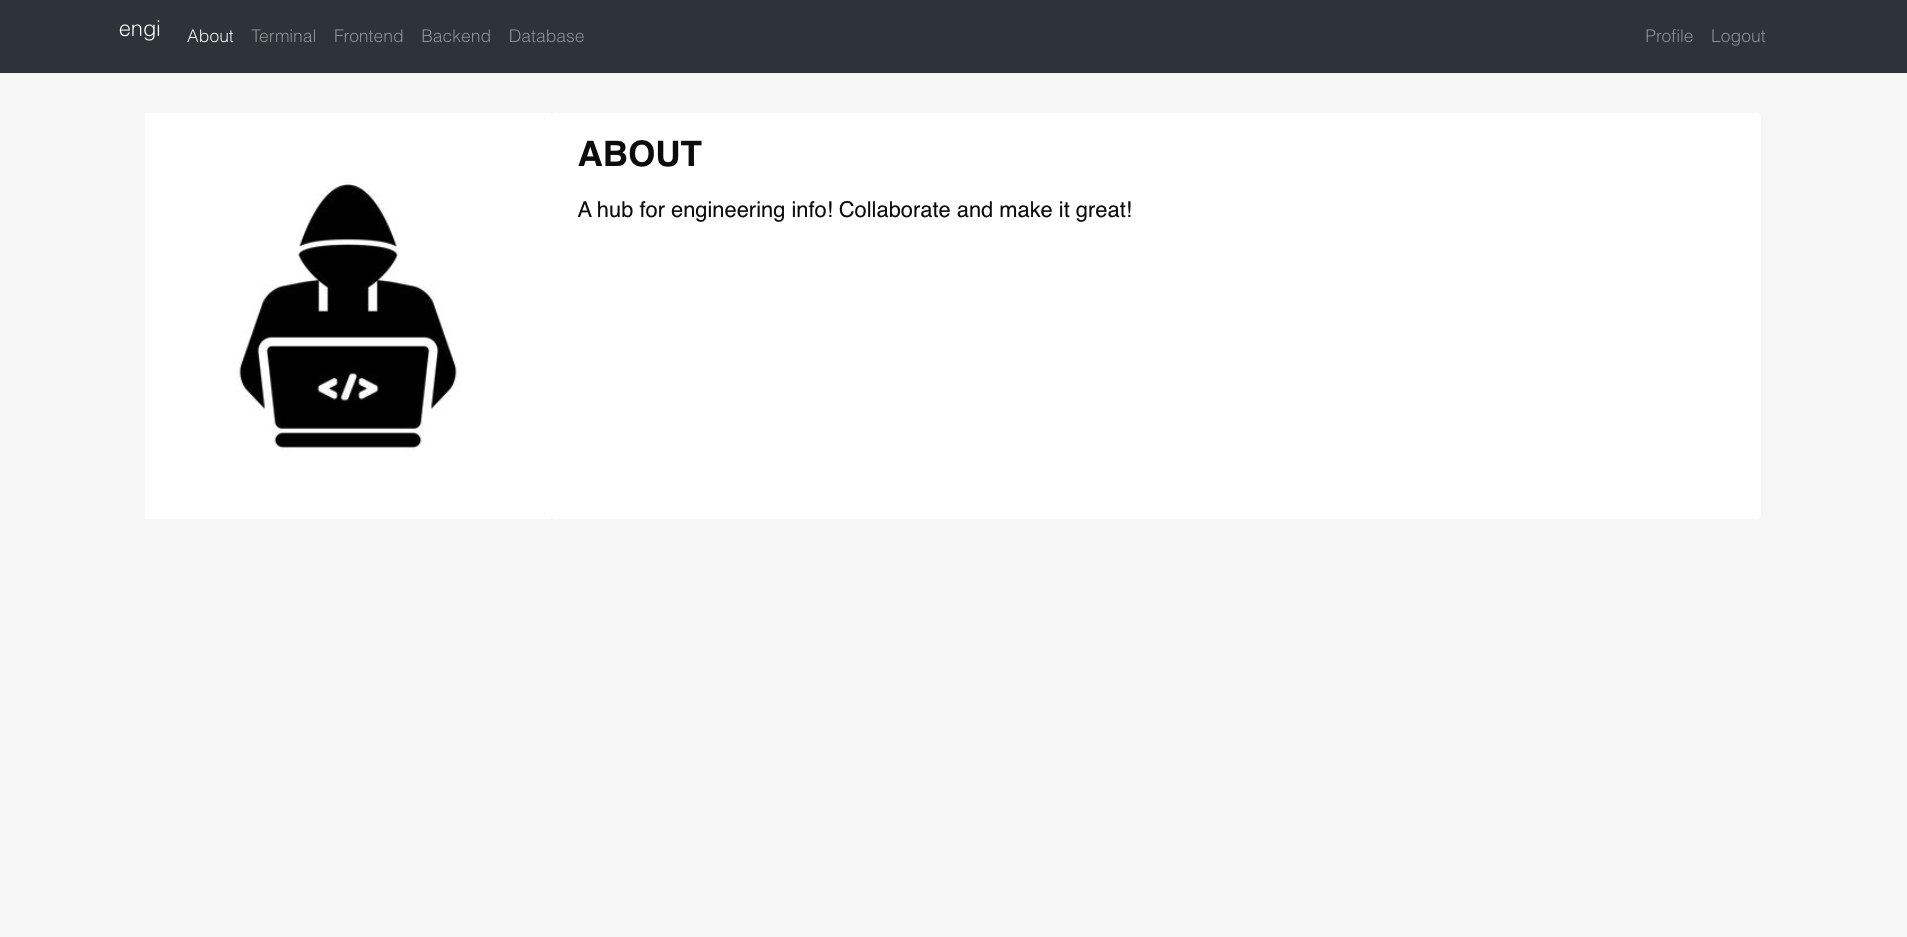 engi About Terminal Frontend Backend Database Profile Logout
ABOUT
A hub for engineering info! Collaborate and make it great!
</>